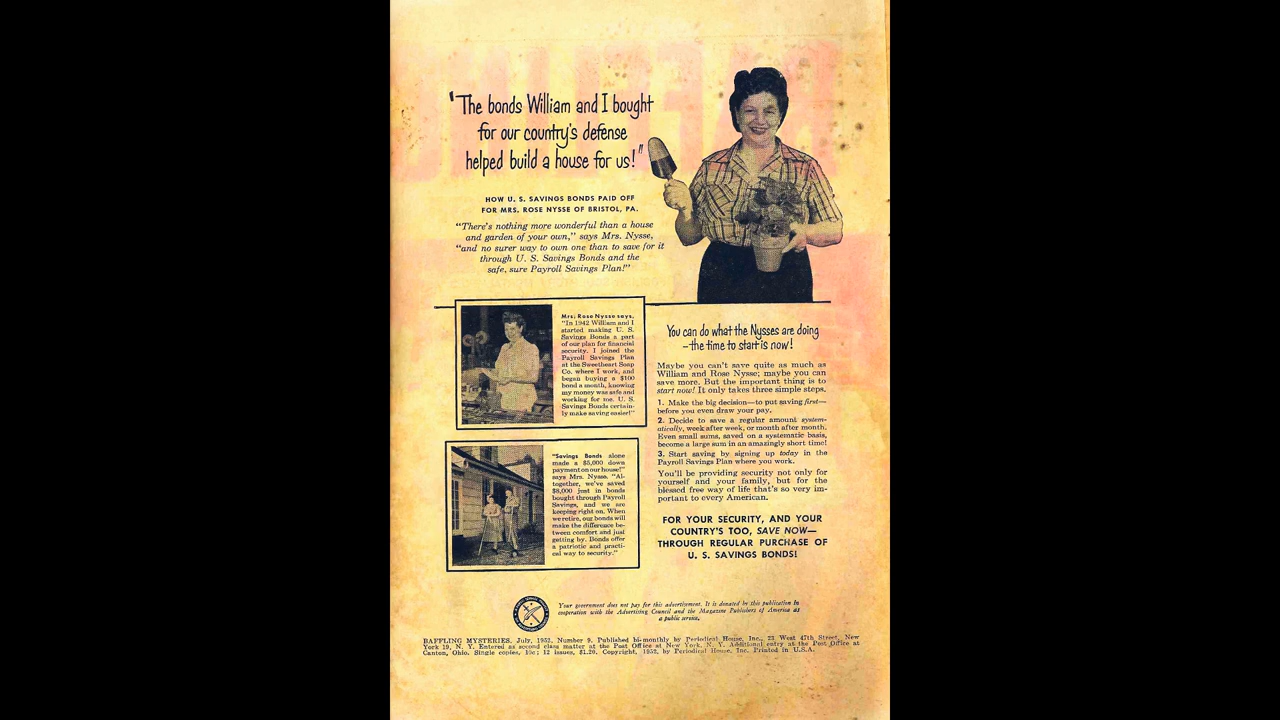 "The bonds William and I bought
for our country's defense
helped build a house for us!"
HOW U. S. SAVINGS BONDS PAID OFF
FOR MRS. ROSE NYSSE OF BRISTOL, PA.
"There's nothing more wonderful than a house
and garden of your own," says Mrs. Nysse,
"and no surer way to own one than to save for it
through U. S. Savings Bonds and the
safe, sure Payroll Savings Plan!"
Mrs. Rose Nysse says,
"In 1942 William and I
started making U. S.
Savings Bonds a part
of our plan for financial
security. I joined the
Payroll Savings Plan
at the Sweetheart Soap
Co. where I work, and
began buying a $100
bond a month, knowing
my money was safe and
working for me. U. S.
Savings Bonds certain-
ly make saving easier!"
"Savings Bonds alone
made a $5,000 down
payment on our house!"
says Mrs. Nysse. "Al-
together, we've saved
$8,000 just in bonds
bought through Payroll
Savings, and we are
keeping right on. When
we retire, our bonds will
make the difference be-
tween comfort and just
getting by. Bonds offer
a patriotic and practi-
cal way to security."
You can do what the Nysses are doing
—the time to start is now!
Maybe you can't save quite as much as
William and Rose Nysse; maybe you can
save more. But the important thing is to
start now! It only takes three simple steps.
1. Make the big decision—to put saving first—
before you even draw your pay.
2. Decide to save a regular amount system-
atically, week after week, or month after month.
Even small sums, saved on a systematic basis,
become a large sum in an amazingly short time!
3. Start saving by signing up today in the
Payroll Savings Plan where you work.
You'll be providing security not only for
yourself and your family, but for the
blessed free way of life that's so very im-
portant to every American.
FOR YOUR SECURITY, AND YOUR
COUNTRY'S TOO, SAVE NOW—
THROUGH REGULAR PURCHASE OF
U. S. SAVINGS BONDS!
Your government does not pay for this advertisement. It is donated by this publication in
cooperation with the Advertising Council and the Magazine Publishers of America as
a public service.
BAFFLING MYSTERIES, July, 1952, Number 9. Published bi-monthly by Periodical House, Inc., 23 West 47th Street, New
York 19, N. Y. Entered as second class matter at the Post Office at New York, N. Y. Additional entry at the Post Office at
Canton, Ohio. Single copies, 10c; 12 issues, $1.20. Copyright, 1952, by Periodical House, Inc. Printed in U.S.A.